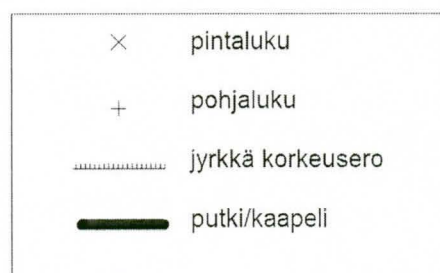 pintaluku
pohjaluku
jyrkkä korkeusero
putki/kaapeli